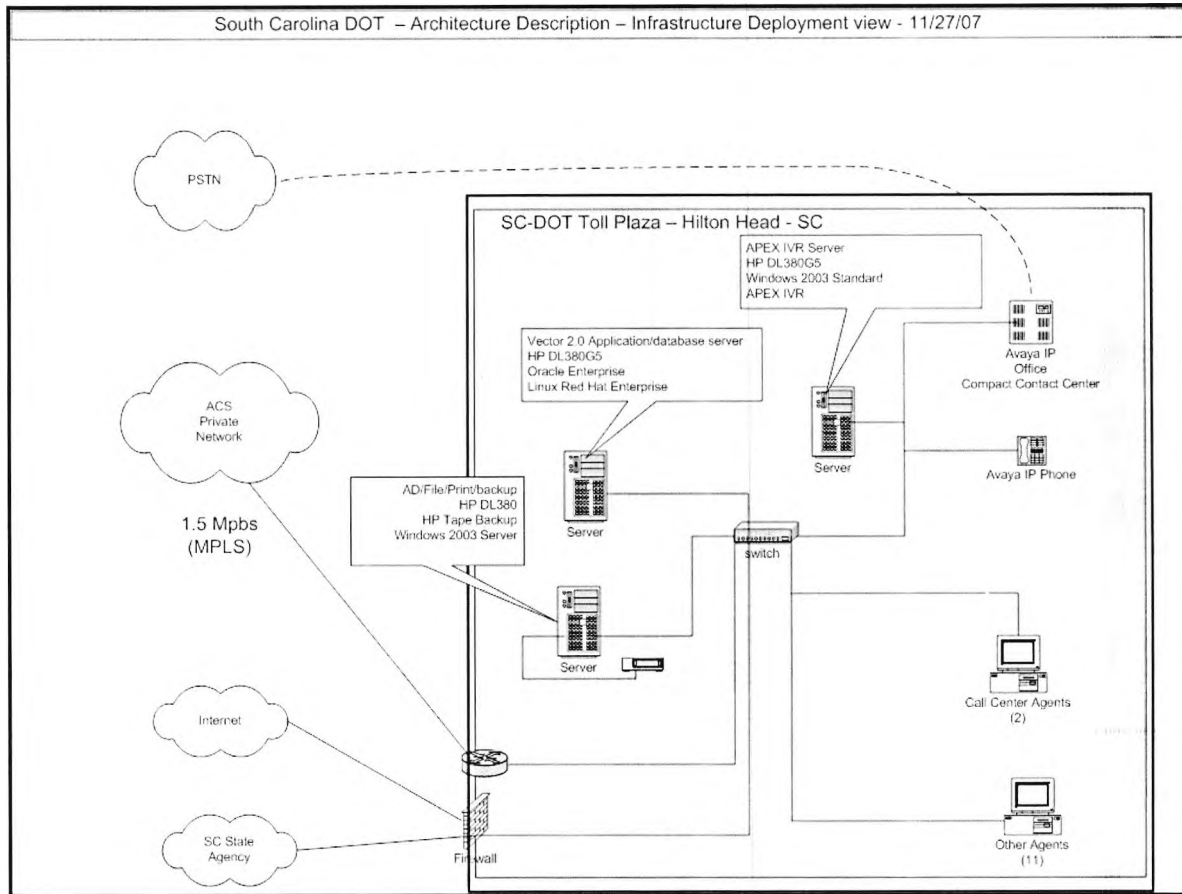 South Carolina DOT – Architecture Description – Infrastructure Deployment view - 11/27/07
PSTN
SC-DOT Toll Plaza – Hilton Head - SC
APEX IVR Server
HP DL380G5
Windows 2003 Standard
APEX IVR
Vector 2.0 Application/database server
HP DL380G5
Oracle Enterprise
Linux Red Hat Enterprise
Avaya IP
Office
Compact Contact Center
ACS
Private
Network
Server
Avaya IP Phone
AD/File/Print/backup
HP DL380
HP Tape Backup
Windows 2003 Server
1.5 Mpbs
(MPLS)
Server
switch
Server
Call Center Agents
(2)
Internet
SC State
Agency
Firewall
Other Agents
(11)